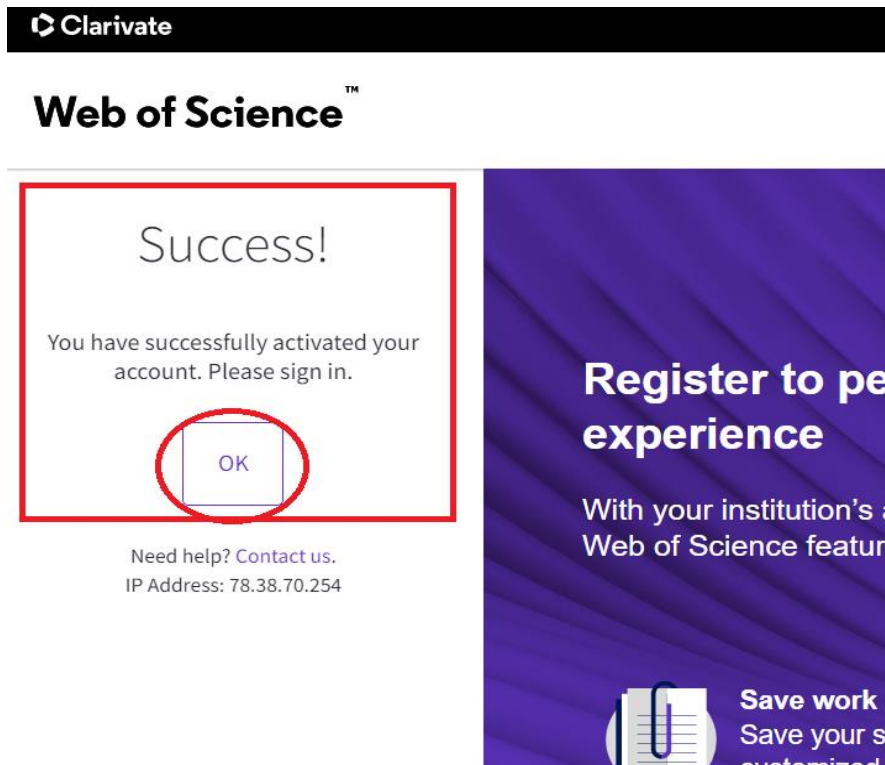 Clarivate
Web of Science™
Success!
You have successfully activated your
account. Please sign in.
OK
Need help? Contact us.
IP Address: 78.38.70.254
Register to pe
experience
With your institution's a
Web of Science featur
Save work
Save your s
customized